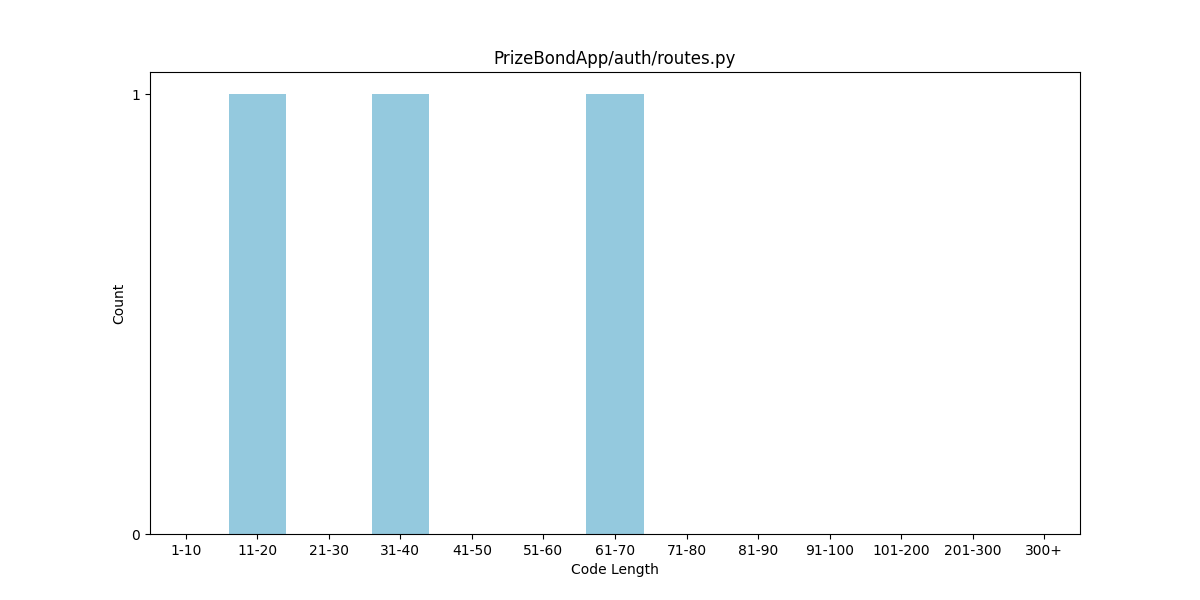 PrizeBondApp/auth/routes.py
Count
1
0
1-10 11-20 21-30 31-40 41-50 51-60 61-70 71-80 81-90 91-100 101-200 201-300 300+
Code Length